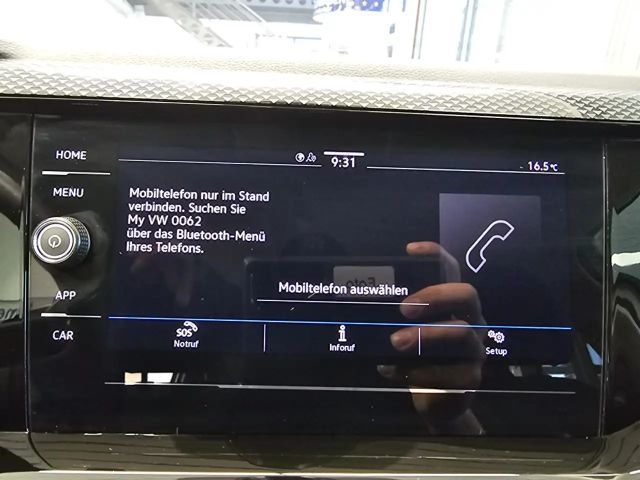 HOME
MENU
APP
CAR
9:31
16.5°C
Mobiltelefon nur im Stand
verbinden. Suchen Sie
My VW 0062
über das Bluetooth-Menü
Ihres Telefons.
Mobiltelefon auswählen
SOS
Notruf
Inforuf
Setup